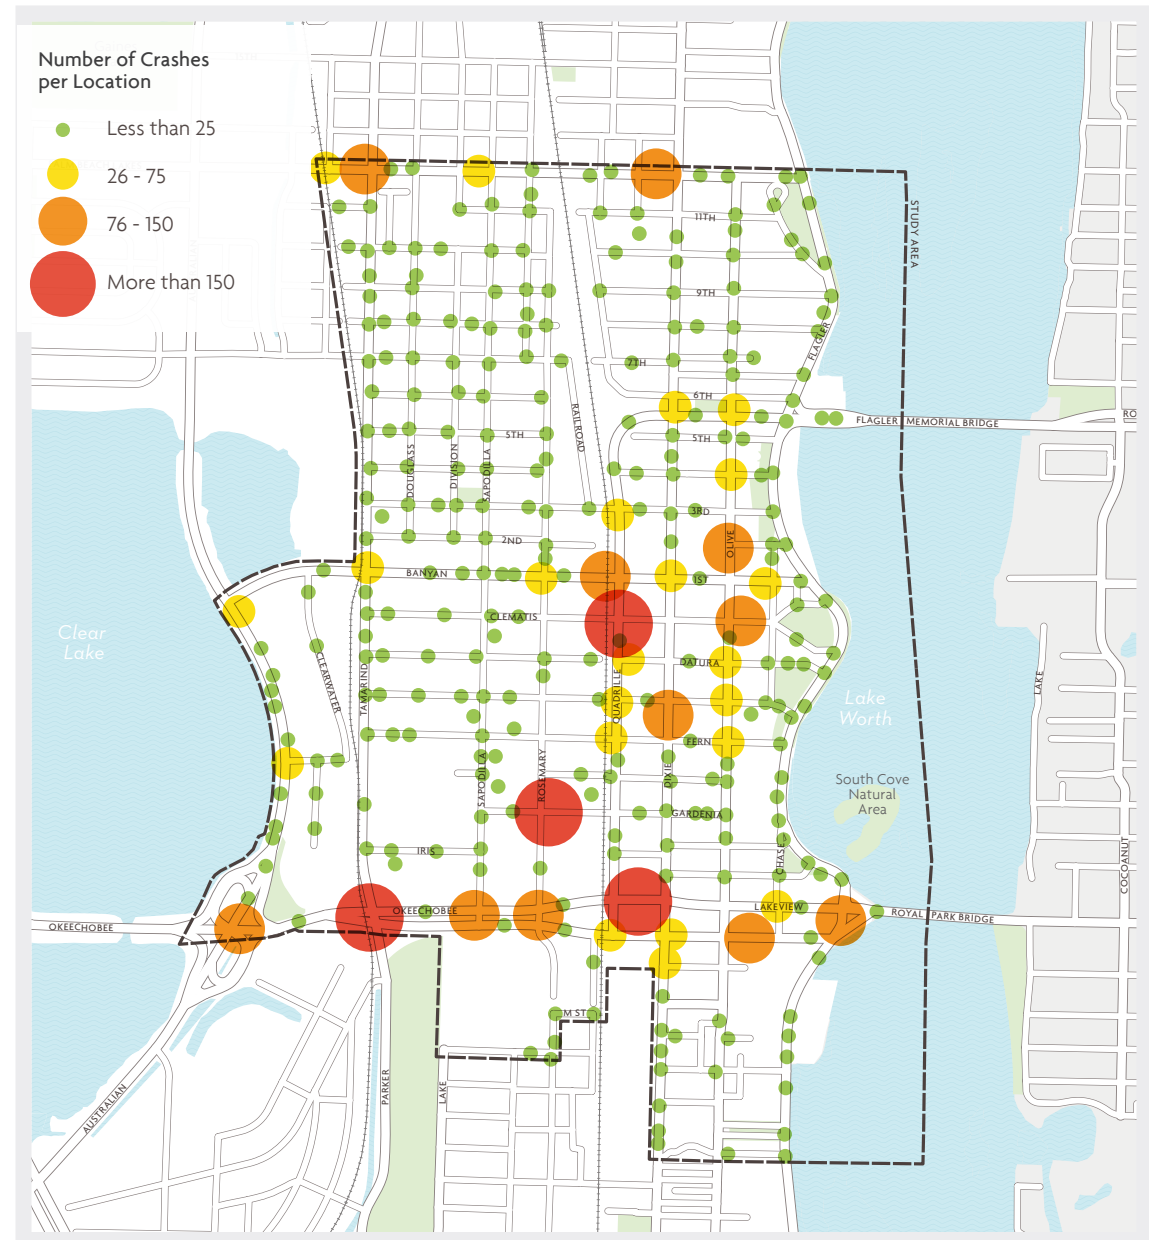 Number of Crashes
per Location
Less than 25
26 - 75
76 - 150
More than 150
STUDY AREA
11TH
9TH
FLAGLER
7TH
6TH
RAILROAD
FLAGLER MEMORIAL BRIDGE
RO
5TH
5TH
DOUGLASS
DIVISION
SAPODILLA
3RD
2ND
OLIVE
BANYAN
1ST
CLEMATIS
Clear
Lake
CLEARWATER
TAMARIND
DATURA
QUADRILLE
LAKE
Lake
Worth
FERN
SAPODILLA
ROSEMARY
DIXIE
South Cove
Natural
Area
GARDENIA
IRIS
CHASE
COCOANUT
OKEECHOBEE
OKEECHOBEE
LAKEVIEW
ROYAL PARK BRIDGE
M ST
PARKER
LAKE
AUSTRALIAN